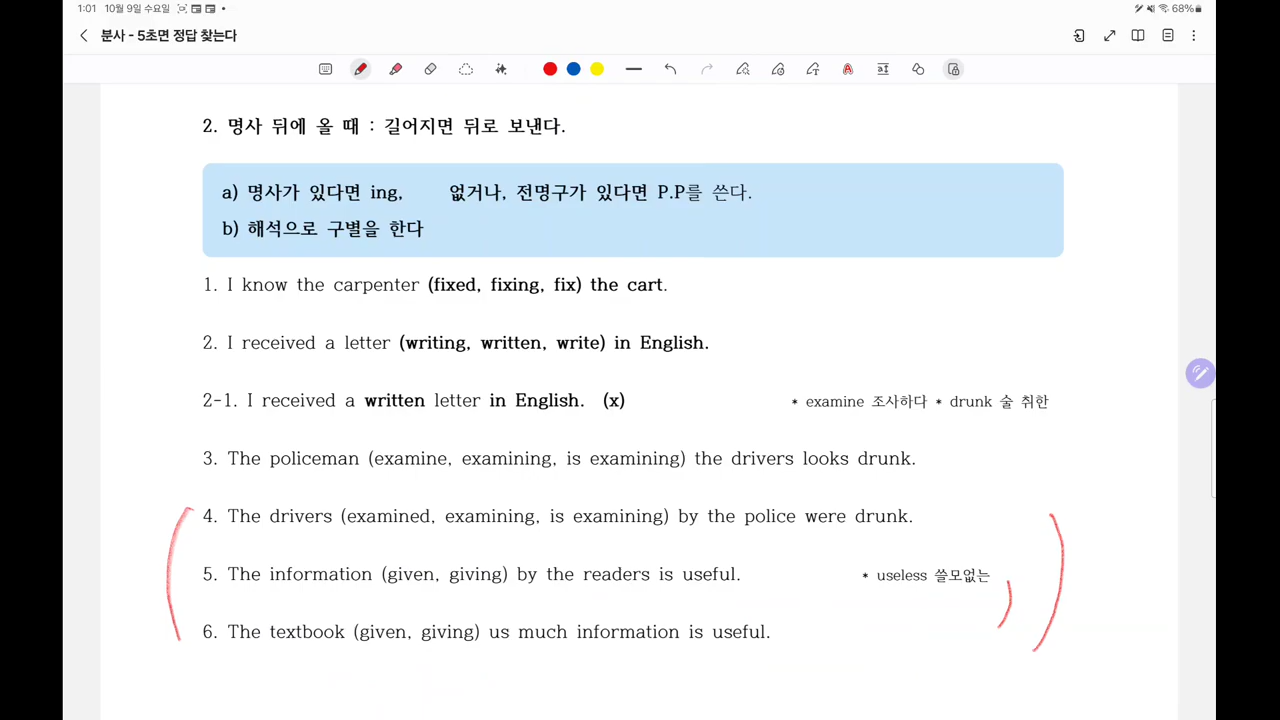 1:01 10월 9일 수요일 68%
분사 - 5초면 정답 찾는다
2. 명사 뒤에 올 때 : 길어지면 뒤로 보낸다.
a) 명사가 있다면 ing, 없거나, 전명구가 있다면 P.P를 쓴다.
b) 해석으로 구별을 한다
1. I know the carpenter (fixed, fixing, fix) the cart.
2. I received a letter (writing, written, write) in English.
2-1. I received a written letter in English. (x) * examine 조사하다 * drunk 술 취한
3. The policeman (examine, examining, is examining) the drivers looks drunk.
4. The drivers (examined, examining, is examining) by the police were drunk.
5. The information (given, giving) by the readers is useful. * useless 쓸모없는
6. The textbook (given, giving) us much information is useful.